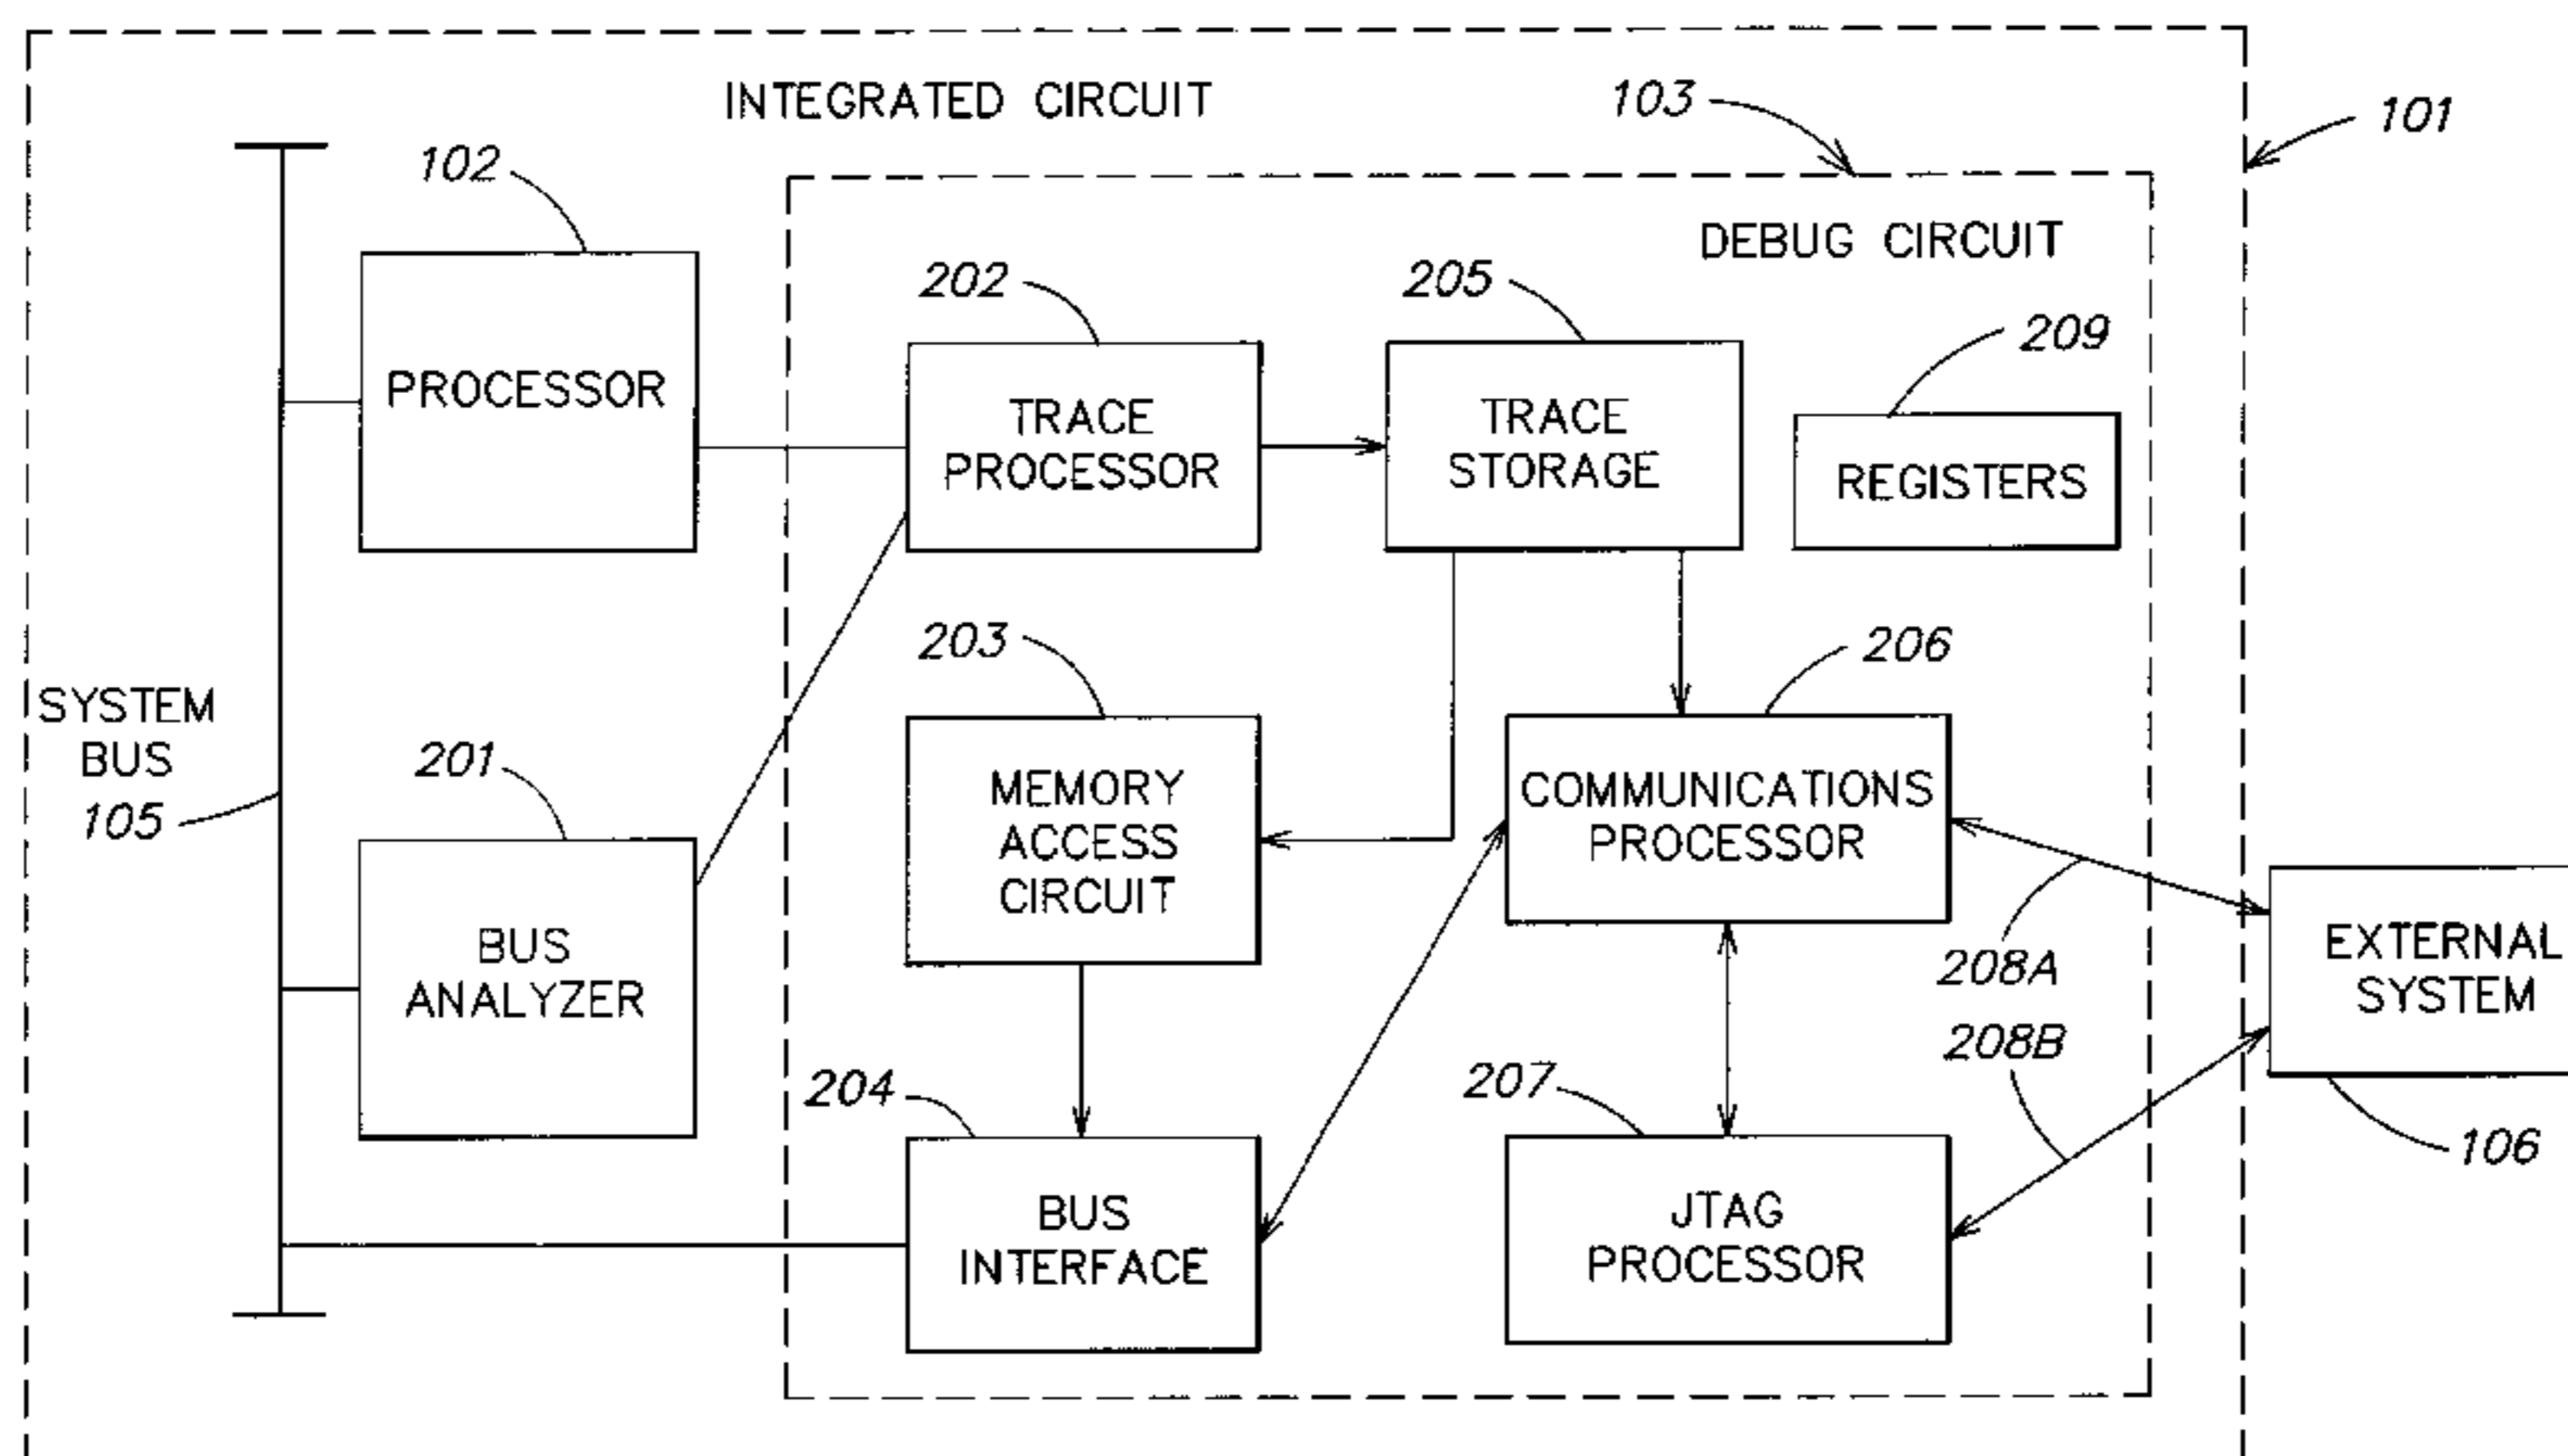 INTEGRATED CIRCUIT
103
101
102
DEBUG CIRCUIT
202
205
209
PROCESSOR
TRACE
PROCESSOR
TRACE
STORAGE
REGISTERS
203
206
SYSTEM
BUS
105
201
MEMORY
ACCESS
CIRCUIT
COMMUNICATIONS
PROCESSOR
BUS
ANALYZER
208A
EXTERNAL
SYSTEM
208B
204
207
106
BUS
INTERFACE
JTAG
PROCESSOR